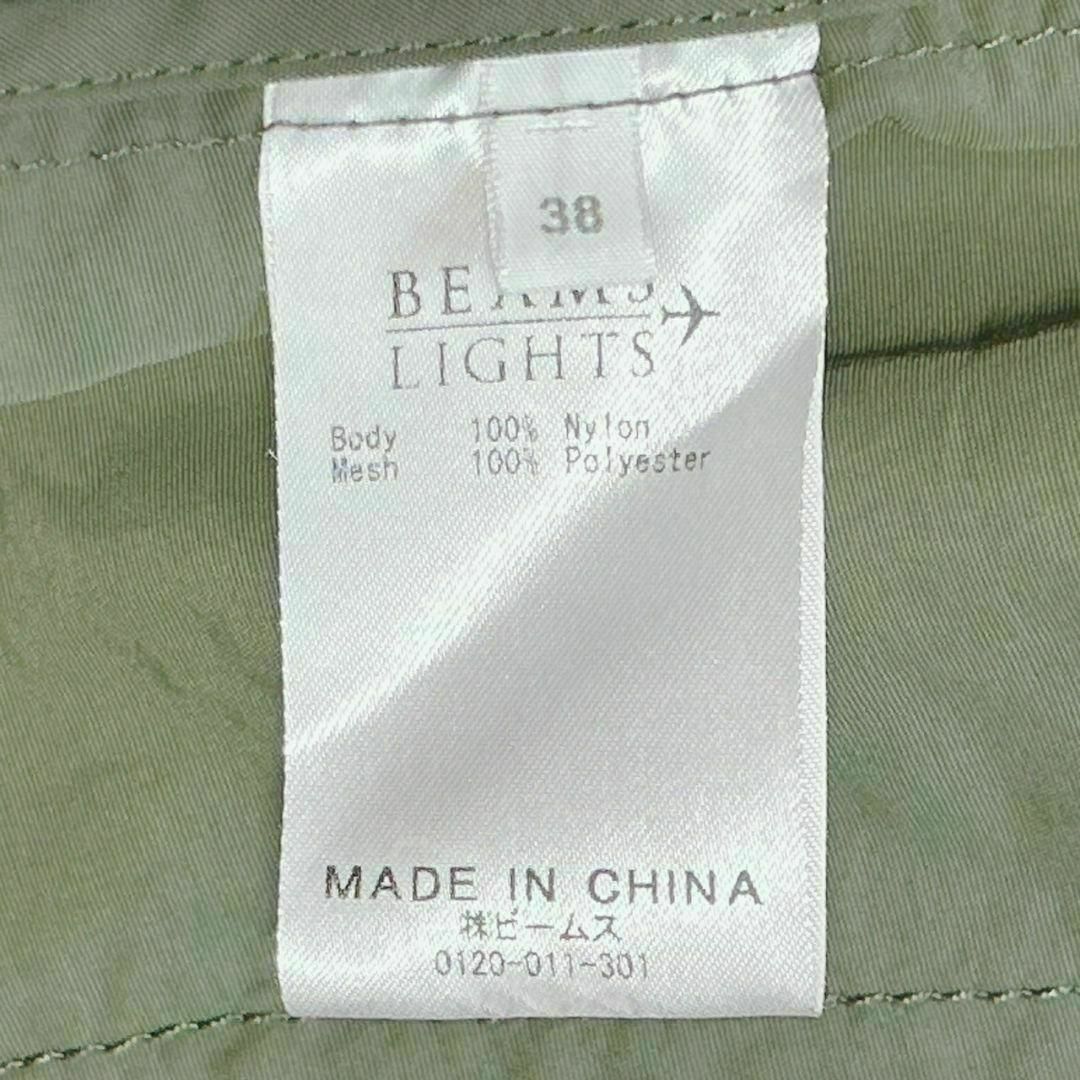 38
BEAMS
LIGHTS
Body 100% Nylon
Mesh 100% Polyester
MADE IN CHINA
㈱ビームス
0120-011-301